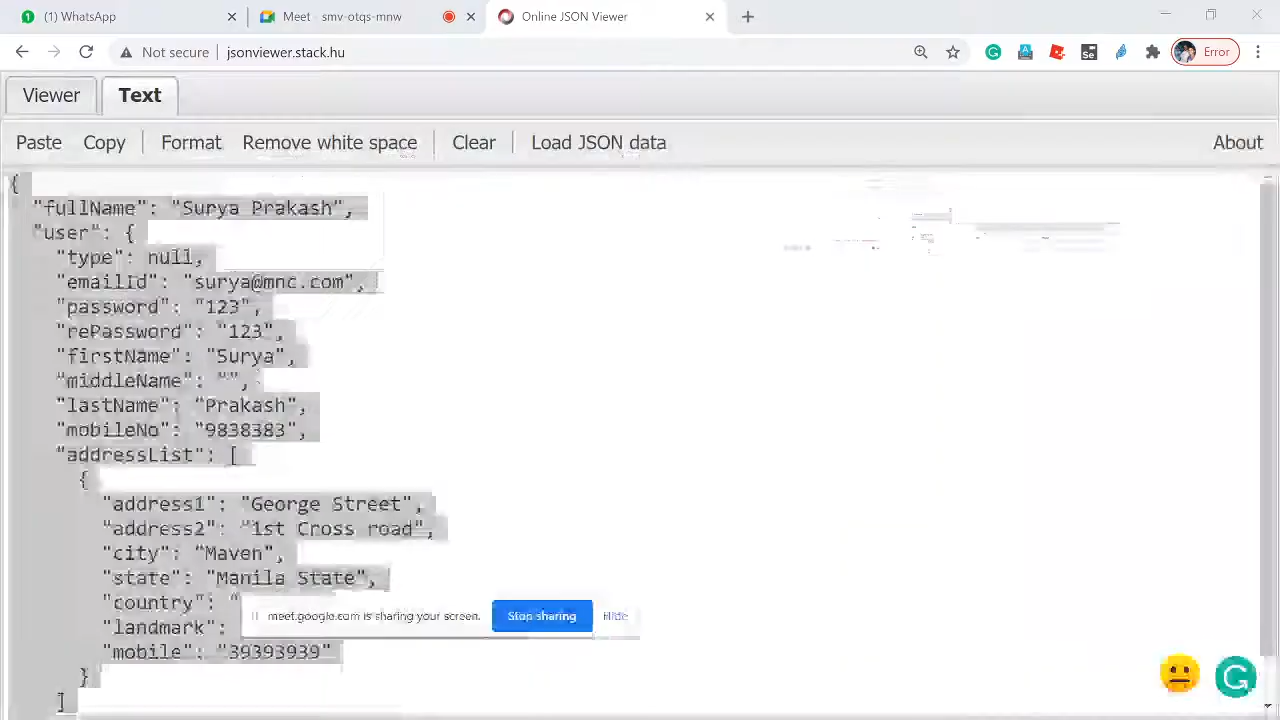 (1) WhatsApp
Meet - smv-otqs-mnw
Online JSON Viewer
Not secure | jsonviewer.stack.hu
Error
Viewer
Text
Paste
Copy
Format
Remove white space
Clear
Load JSON data
About
{
"fullName": "Surya Prakash",
"user": {
"type": null,
"emailId": "surya@mnc.com",
"password": "123",
"rePassword": "123",
"firstName": "Surya",
"middleName": "",
"lastName": "Prakash",
"mobileNo": "9838383",
"addressList": [
{
"address1": "George Street",
"address2": "1st Cross road",
"city": "Maven",
"state": "Manila State",
"country": "
"landmark":
"mobile": "39393939"
}
]
meet.google.com is sharing your screen.
Stop sharing
Hide